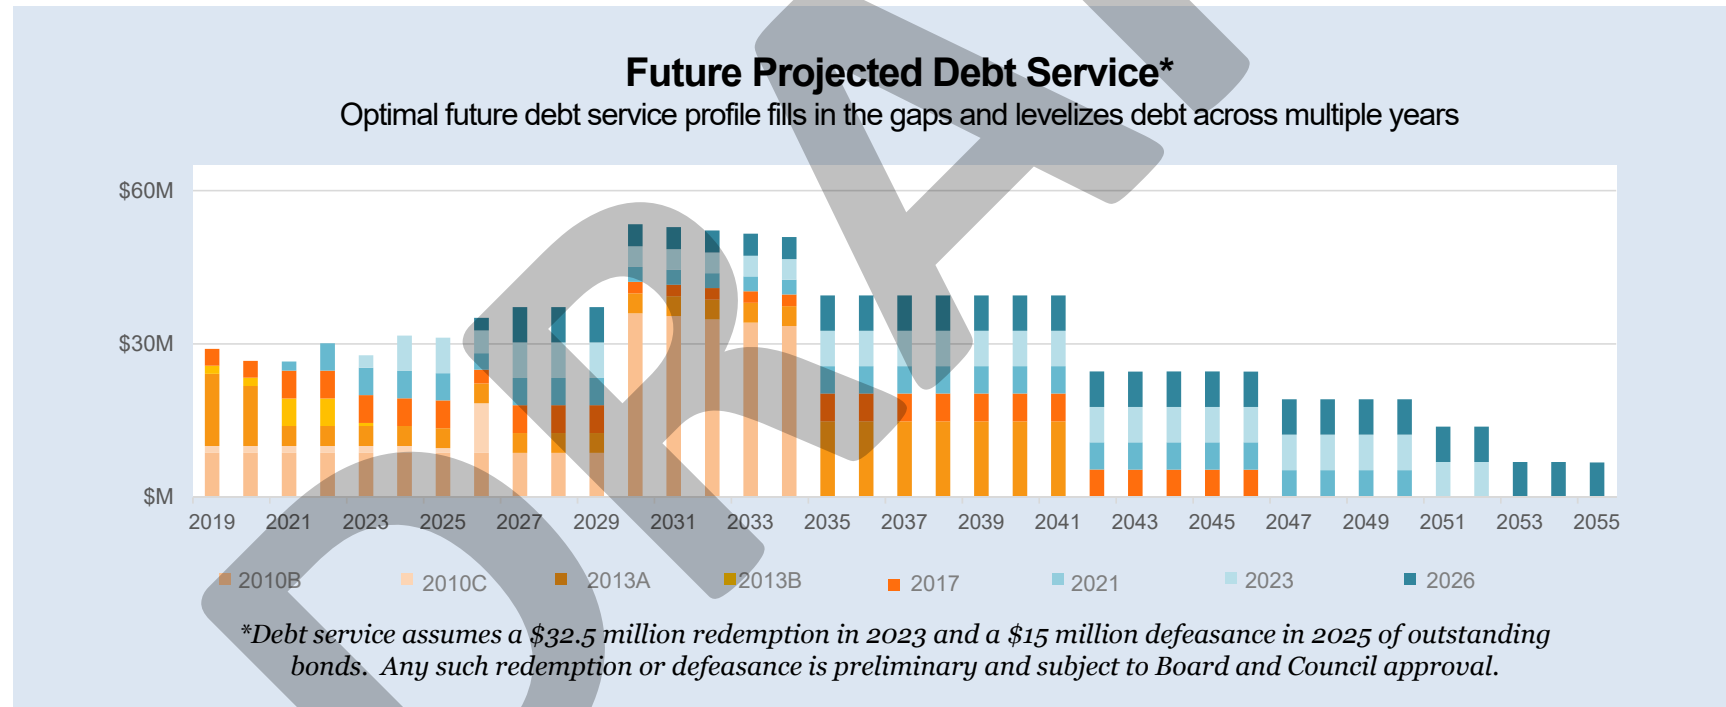 Future Projected Debt Service*
Optimal future debt service profile fills in the gaps and levelizes debt across multiple years
$60M
$30M
$M
2019 2021 2023 2025 2027 2029 2031 2033 2035 2037 2039 2041 2043 2045 2047 2049 2051 2053 2055
2010B 2010C 2013A 2013B 2017 2021 2023 2026
*Debt service assumes a $32.5 million redemption in 2023 and a $15 million defeasance in 2025 of outstanding
bonds. Any such redemption or defeasance is preliminary and subject to Board and Council approval.
DRA